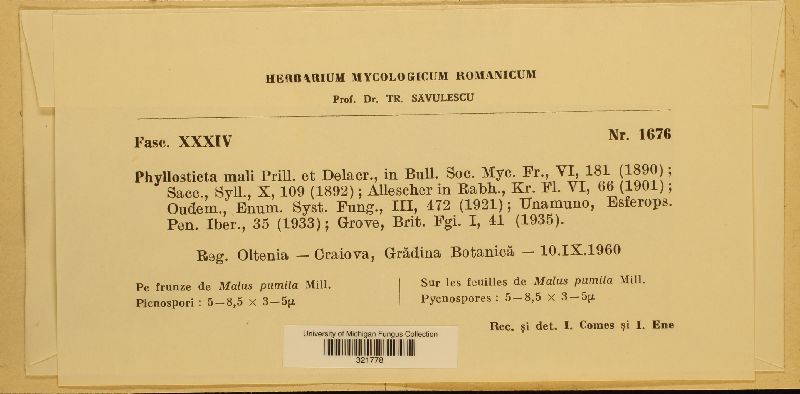 HERBARIUM MYCOLOGICUM ROMANICUM
Prof. Dr. TR. SĂVULESCU
Fasc. XXXIV
Nr. 1676
Phyllosticta mali Prill. et Delacr., in Bull. Soc. Myc. Fr., VI, 181 (1890);
Sacc., Syll., X, 109 (1892); Allescher in Rabh., Kr. Fl. VI, 66 (1901);
Oudem., Enum. Syst. Fung., III, 472 (1921); Unamuno, Esferops.
Pen. Iber., 35 (1933); Grove, Brit. Fgi. I, 41 (1935).
Reg. Oltenia — Craiova, Grădina Botanică — 10.IX.1960
Pe frunze de Malus pumila Mill.
Picnospori: 5–8,5 × 3–5μ
Sur les feuilles de Malus pumila Mill.
Pycnospores: 5–8,5 × 3–5μ
Rec. şi det. I. Comes şi I. Ene
University of Michigan Fungus Collection
321778